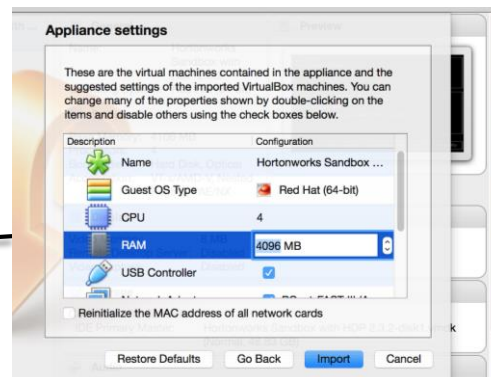 Appliance settings
Preview
These are the virtual machines contained in the appliance and the
suggested settings of the imported VirtualBox machines. You can
change many of the properties shown by double-clicking on the
items and disable others using the check boxes below.
Description Configuration
Name Hortonworks Sandbox ...
Guest OS Type Red Hat (64-bit)
CPU 4
RAM 4096 MB
USB Controller
Reinitialize the MAC address of all network cards
Restore Defaults Go Back Import Cancel